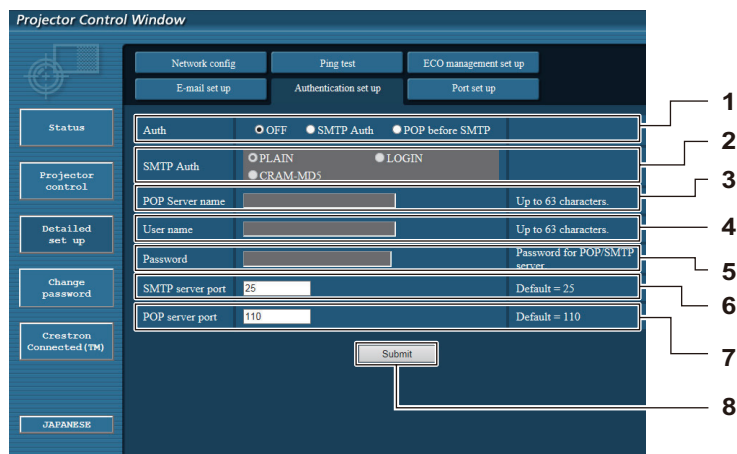 Projector Control Window
Network config
Ping test
ECO management set up
E-mail set up
Authentication set up
Port set up
Status
Projector
control
Detailed
set up
Change
password
Crestron
Connected(TM)
JAPANESE
Auth OFF SMTP Auth POP before SMTP
SMTP Auth PLAIN LOGIN
CRAM-MD5
POP Server name Up to 63 characters.
User name Up to 63 characters.
Password Password for POP/SMTP
server
SMTP server port 25 Default = 25
POP server port 110 Default = 110
Submit
1
2
3
4
5
6
7
8